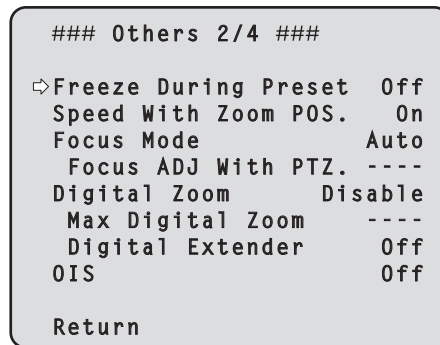 ### Others 2/4 ###
⇨Freeze During Preset Off
Speed With Zoom POS. On
Focus Mode Auto
Focus ADJ With PTZ. ----
Digital Zoom Disable
Max Digital Zoom ----
Digital Extender Off
OIS Off
Return